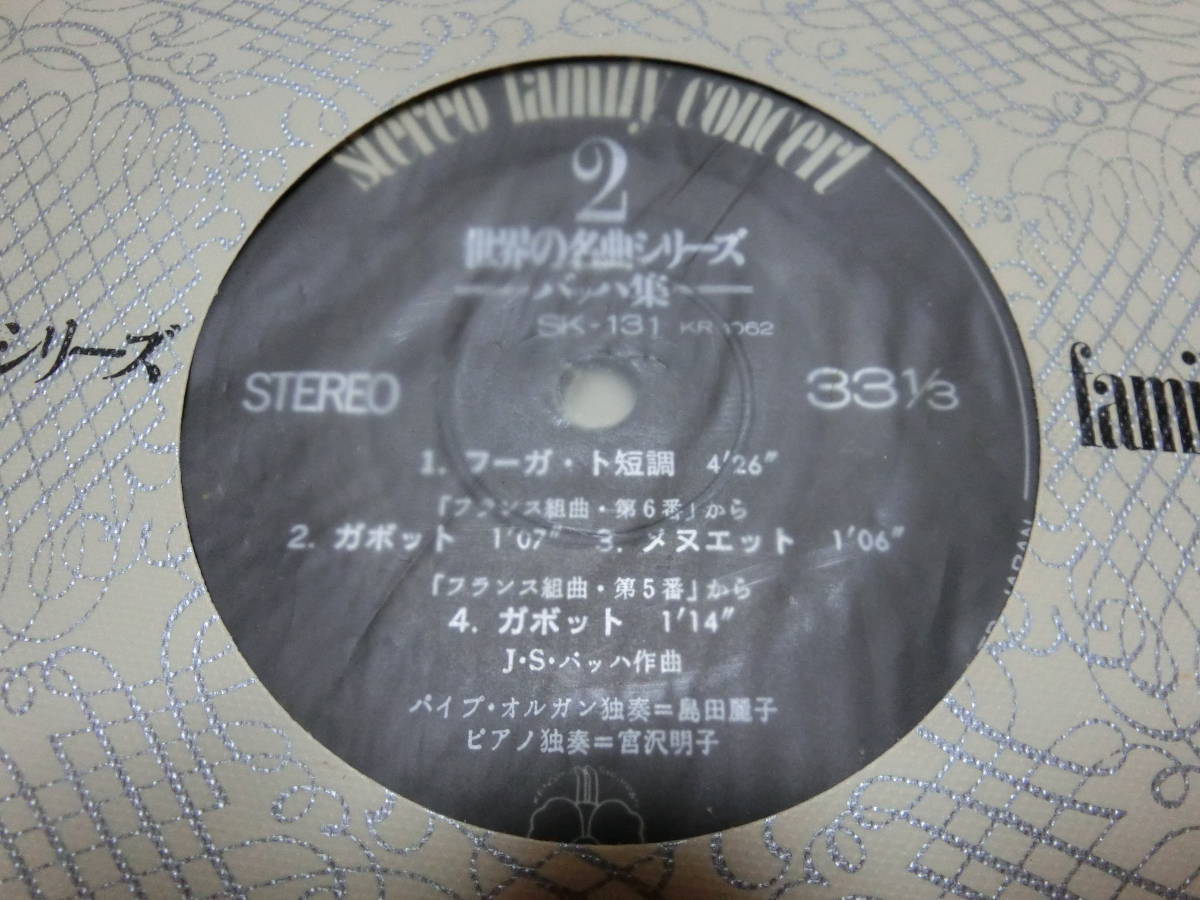 stereo family concert
2
世界の名曲シリーズ
バッハ集
SK-131
STEREO 33 1/3
シリーズ
1. フーガ・ト短調 4'26"
「フランス組曲・第6番」から
2. ガボット 1'07" 3. メヌエット 1'06"
「フランス組曲・第5番」から
4. ガボット 1'14"
J・S・バッハ作曲
パイプ・オルガン独奏=島田麗子
ピアノ独奏=宮沢明子
JAPAN